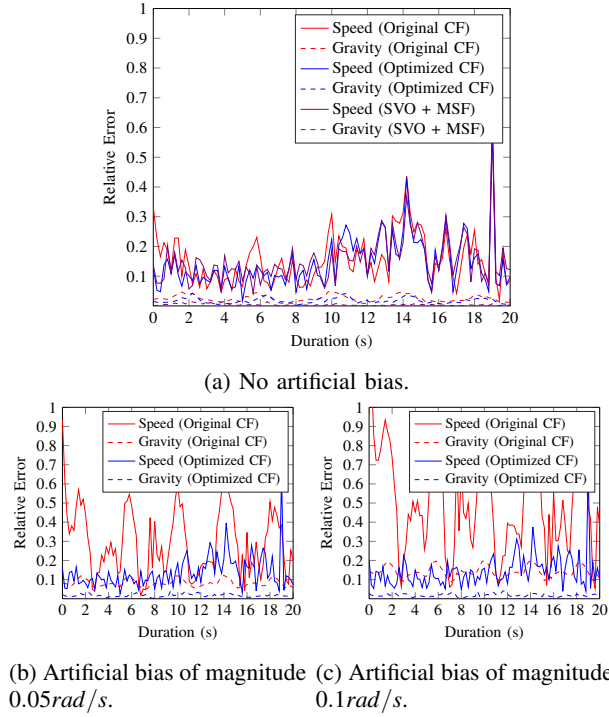 Speed (Original CF)
Gravity (Original CF)
Speed (Optimized CF)
Gravity (Optimized CF)
Speed (SVO + MSF)
Gravity (SVO + MSF)
Relative Error
1
0.9
0.8
0.7
0.6
0.5
0.4
0.3
0.2
0.1
0 2 4 6 8 10 12 14 16 18 20
Duration (s)
(a) No artificial bias.
Speed (Original CF)
Gravity (Original CF)
Speed (Optimized CF)
Gravity (Optimized CF)
Relative Error
1
0.9
0.8
0.7
0.6
0.5
0.4
0.3
0.2
0.1
0 2 4 6 8 10 12 14 16 18 20
Duration (s)
(b) Artificial bias of magnitude
0.05rad/s.
Speed (Original CF)
Gravity (Original CF)
Speed (Optimized CF)
Gravity (Optimized CF)
Relative Error
1
0.9
0.8
0.7
0.6
0.5
0.4
0.3
0.2
0.1
0 2 4 6 8 10 12 14 16 18 20
Duration (s)
(c) Artificial bias of magnitude
0.1rad/s.